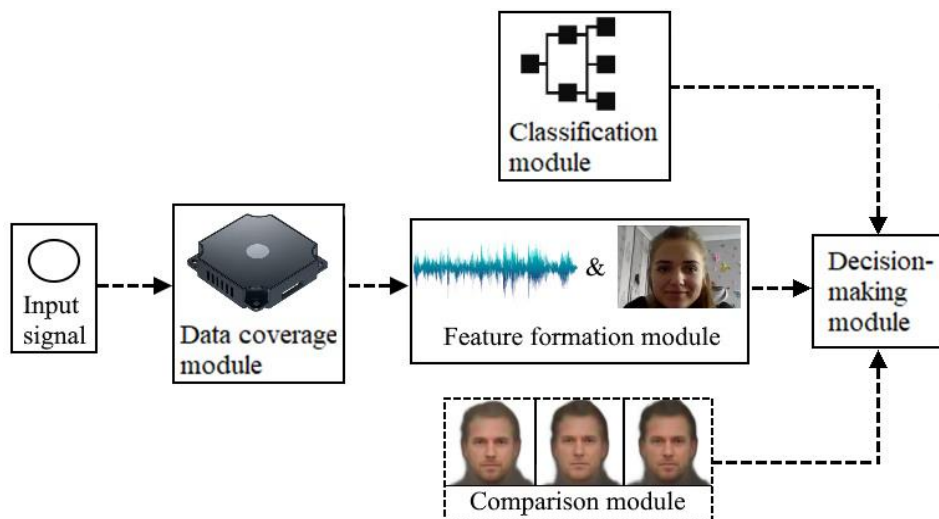 Classification
module
Input
signal
Data coverage
module
&
Feature formation module
Decision-
making
module
Comparison module